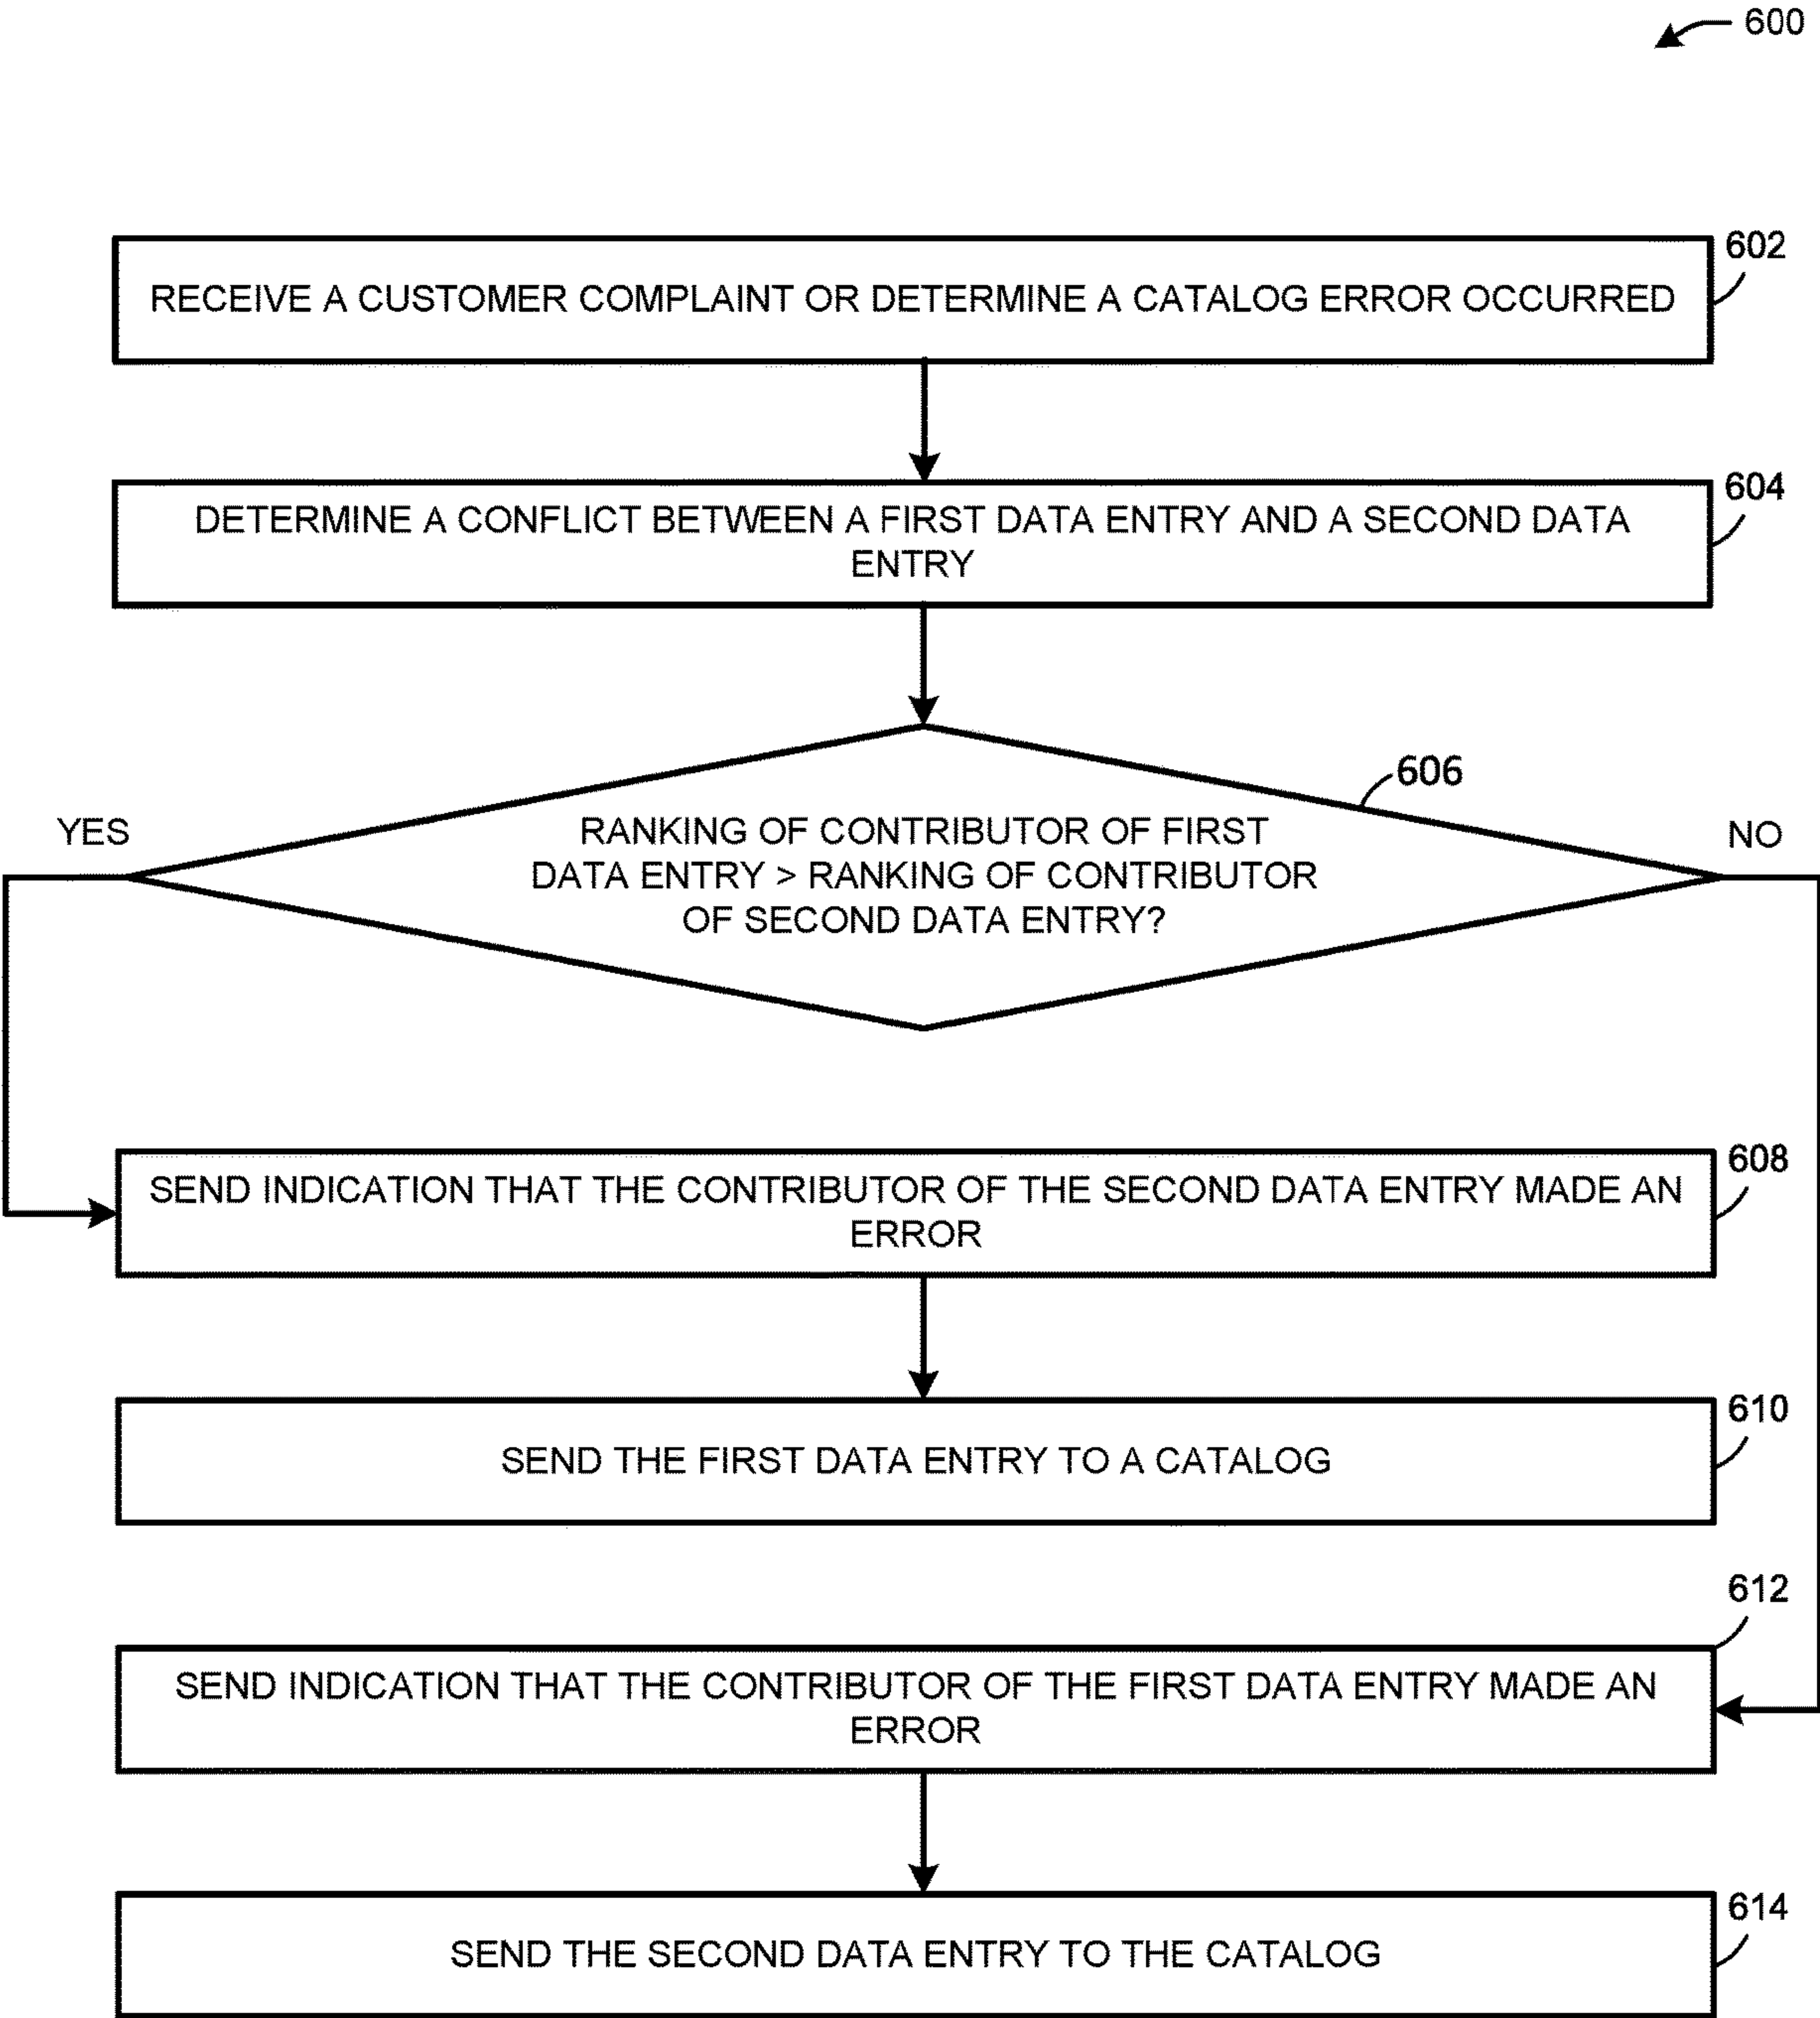 600
602
RECEIVE A CUSTOMER COMPLAINT OR DETERMINE A CATALOG ERROR OCCURRED
604
DETERMINE A CONFLICT BETWEEN A FIRST DATA ENTRY AND A SECOND DATA
ENTRY
606
YES
NO
RANKING OF CONTRIBUTOR OF FIRST
DATA ENTRY > RANKING OF CONTRIBUTOR
OF SECOND DATA ENTRY?
608
SEND INDICATION THAT THE CONTRIBUTOR OF THE SECOND DATA ENTRY MADE AN
ERROR
610
SEND THE FIRST DATA ENTRY TO A CATALOG
612
SEND INDICATION THAT THE CONTRIBUTOR OF THE FIRST DATA ENTRY MADE AN
ERROR
614
SEND THE SECOND DATA ENTRY TO THE CATALOG